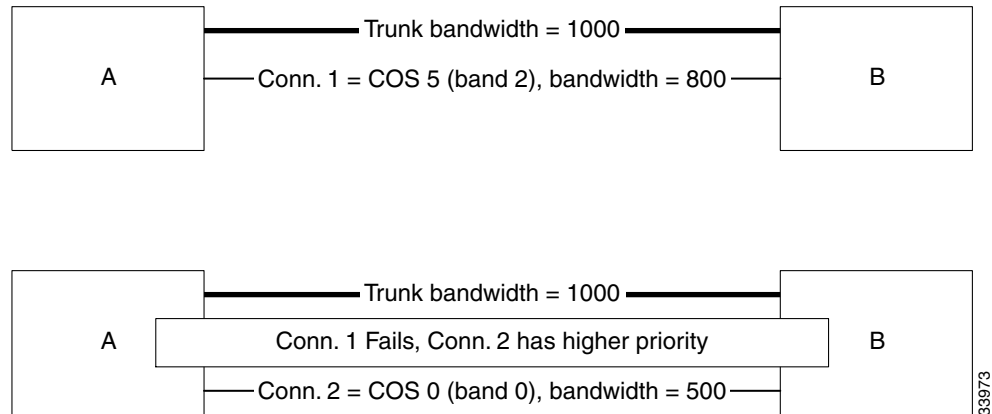 Trunk bandwidth = 1000
A
Conn. 1 = COS 5 (band 2), bandwidth = 800
B
Trunk bandwidth = 1000
A
Conn. 1 Fails, Conn. 2 has higher priority
B
Conn. 2 = COS 0 (band 0), bandwidth = 500
33973